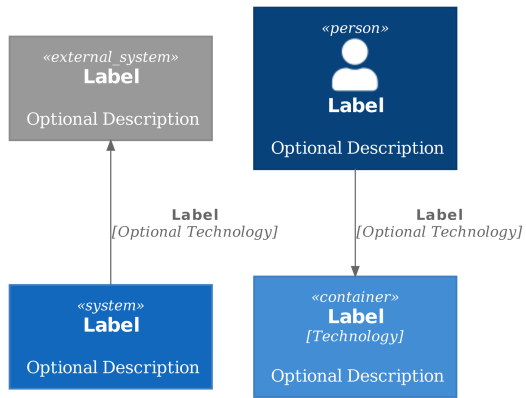 «external_system»
Label
Optional Description
«person»
Label
Optional Description
Label
[Optional Technology]
Label
[Optional Technology]
«system»
Label
Optional Description
«container»
Label
[Technology]
Optional Description